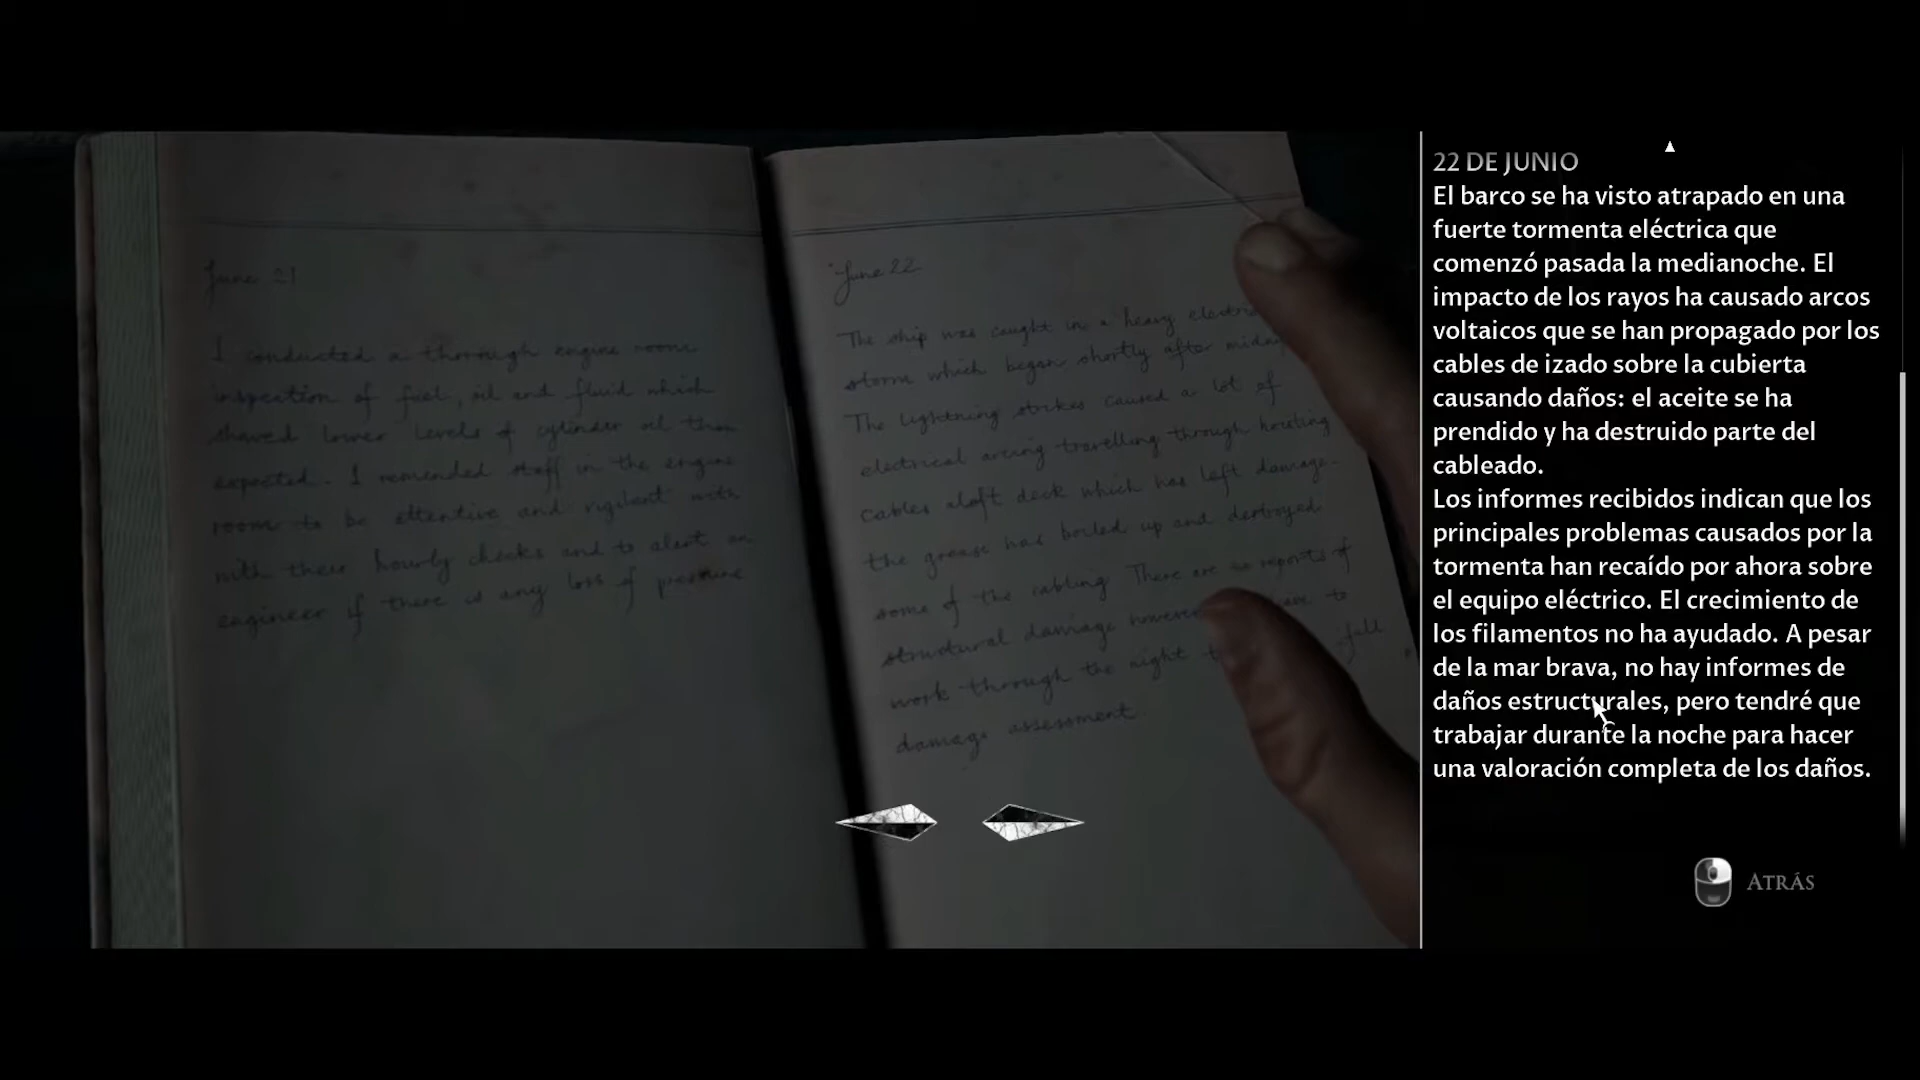 June 21
I conducted a thorough engine room
inspection of fuel, oil and fluid which
showed lower levels of cylinder oil than
expected. I remended staff in the engine
room to be attentive and vigilant
with there hourly checks and to alert an
engineer if there is any loss of pressure
June 22
The ship was caught in a heavy
storm which began shortly after
The lightning strikes caused a lot of
electrical arcing travelling through hoisting
cables aloft deck which has left damage
the grease has boiled up and destroyed
some of the cabling There are no reports of
structural damage however to
work through the night full
damage assessment
22 DE JUNIO
El barco se ha visto atrapado en una
fuerte tormenta eléctrica que
comenzó pasada la medianoche. El
impacto de los rayos ha causado arcos
voltaicos que se han propagado por los
cables de izado sobre la cubierta
causando daños: el aceite se ha
prendido y ha destruido parte del
cableado.
Los informes recibidos indican que los
principales problemas causados por la
tormenta han recaído por ahora sobre
el equipo eléctrico. El crecimiento de
los filamentos no ha ayudado. A pesar
de la mar brava, no hay informes de
daños estructurales, pero tendré que
trabajar durante la noche para hacer
una valoración completa de los daños.
ATRÁS